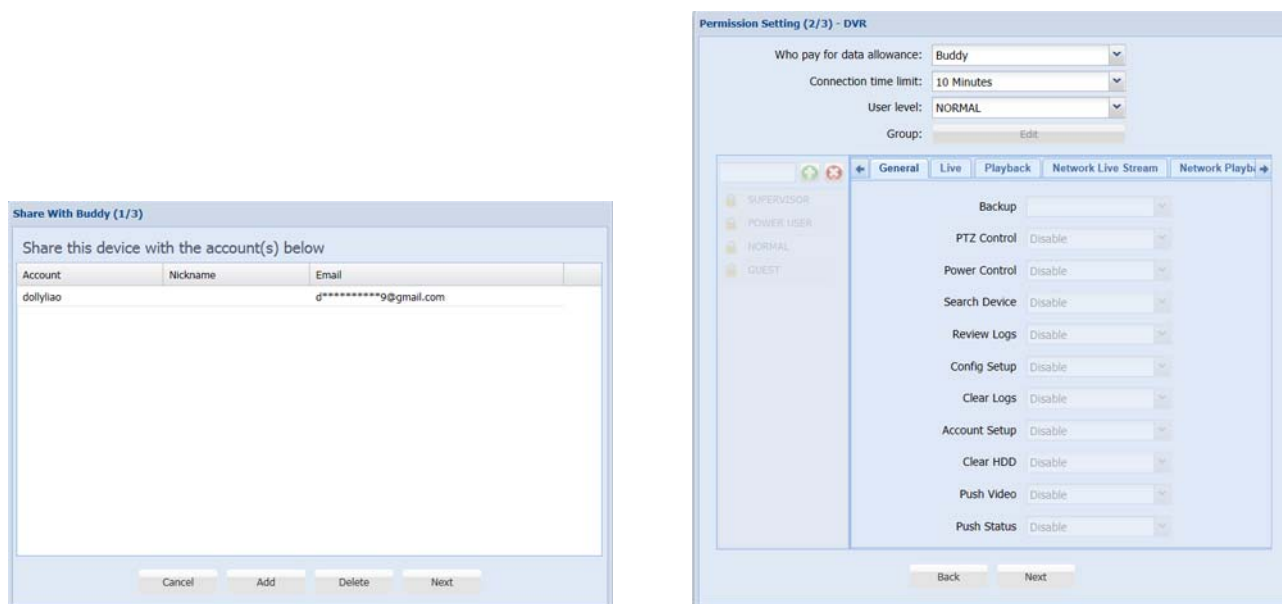 Share With Buddy (1/3)
Share this device with the account(s) below
Account Nickname Email
dollyliao d**********9@gmail.com
Cancel Add Delete Next
Permission Setting (2/3) - DVR
Who pay for data allowance: Buddy
Connection time limit: 10 Minutes
User level: NORMAL
Group: Edit
General Live Playback Network Live Stream Network Playba
SUPERVISOR
POWER USER
NORMAL
GUEST
Backup
PTZ Control Disable
Power Control Disable
Search Device Disable
Review Logs Disable
Config Setup Disable
Clear Logs Disable
Account Setup Disable
Clear HDD Disable
Push Video Disable
Push Status Disable
Back Next